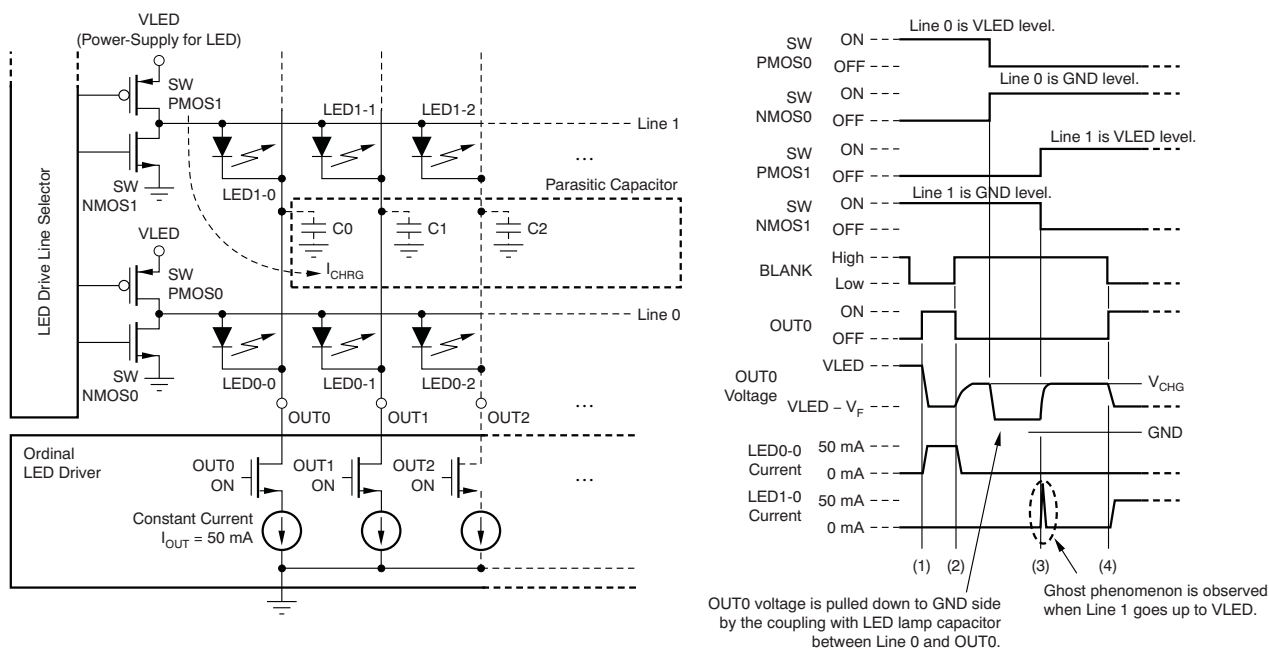 VLED
(Power-Supply for LED)
LED Drive Line Selector
SW
PMOS1
SW
NMOS1
VLED
SW
PMOS0
SW
NMOS0
LED1-1
LED1-2
Line 1
...
LED1-0
Parasitic Capacitor
C0
C1
C2
ICHRG
Line 0
...
LED0-0
LED0-1
LED0-2
OUT0
OUT1
OUT2
...
Ordinal
LED Driver
OUT0
ON
OUT1
ON
OUT2
ON
...
Constant Current
IOUT = 50 mA
Line 0 is VLED level.
SW
PMOS0
ON
OFF
Line 0 is GND level.
SW
NMOS0
ON
OFF
Line 1 is VLED level.
SW
PMOS1
ON
OFF
Line 1 is GND level.
SW
NMOS1
ON
OFF
BLANK
High
Low
OUT0
ON
OFF
OUT0
Voltage
VLED
VLED – VF
VCHG
GND
LED0-0
Current
50 mA
0 mA
LED1-0
Current
50 mA
0 mA
(1)
(2)
(3)
(4)
OUT0 voltage is pulled down to GND side
by the coupling with LED lamp capacitor
between Line 0 and OUT0.
Ghost phenomenon is observed
when Line 1 goes up to VLED.